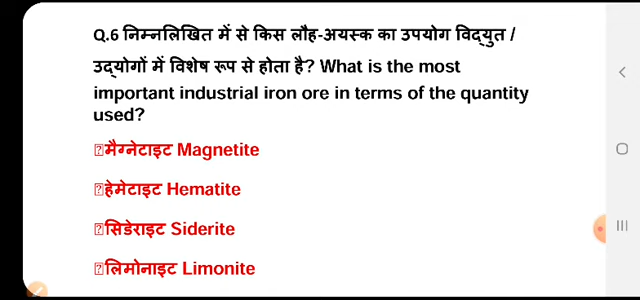 Q.6 निम्नलिखित में से किस लौह-अयस्क का उपयोग विद्युत /
उद्योगों में विशेष रूप से होता है? What is the most
important industrial iron ore in terms of the quantity
used?
मैग्नेटाइट Magnetite
हेमेटाइट Hematite
सिडेराइट Siderite
लिमोनाइट Limonite